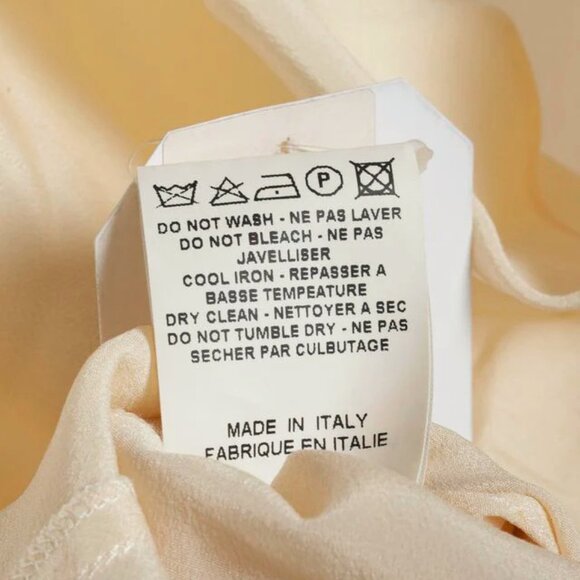 P
DO NOT WASH - NE PAS LAVER
DO NOT BLEACH - NE PAS
JAVELLISER
COOL IRON - REPASSER A
BASSE TEMPEATURE
DRY CLEAN - NETTOYER A SEC
DO NOT TUMBLE DRY - NE PAS
SECHER PAR CULBUTAGE
MADE IN ITALY
FABRIQUE EN ITALIE